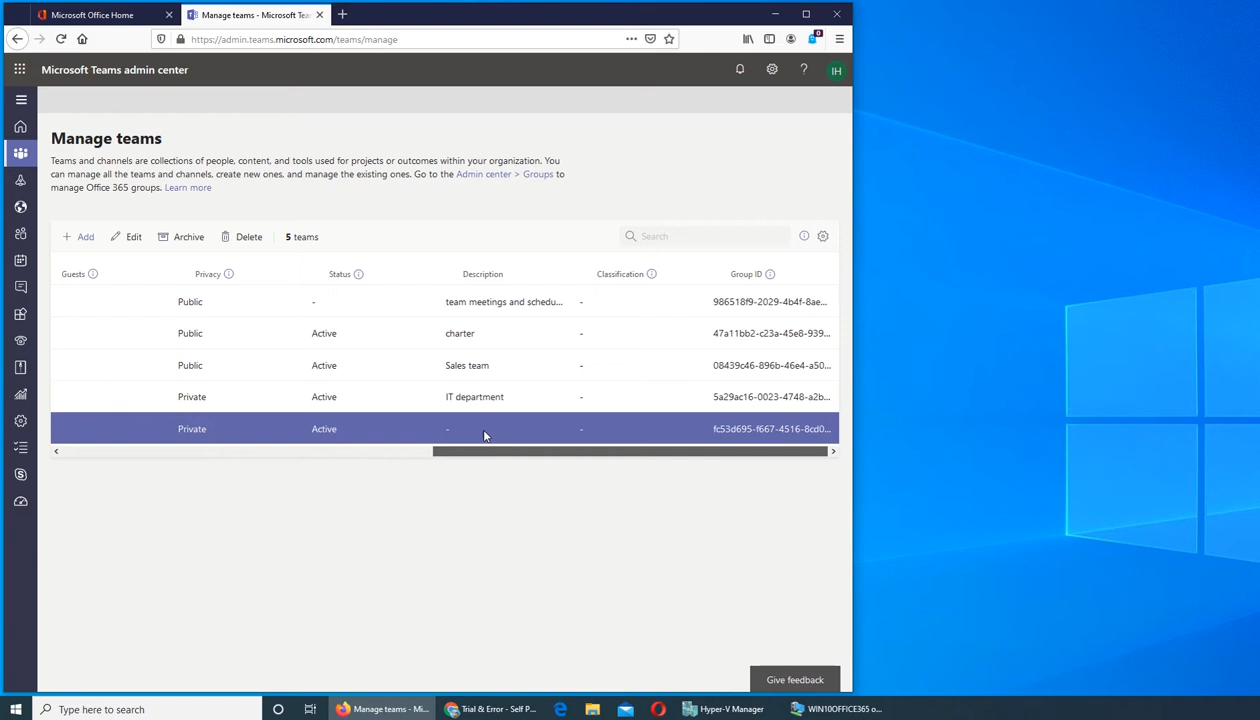 Microsoft Office Home
Manage teams - Microsoft Tea
https://admin.teams.microsoft.com/teams/manage
0
Microsoft Teams admin center
IH
Manage teams
Teams and channels are collections of people, content, and tools used for projects or outcomes within your organization. You
can manage all the teams and channels, create new ones, and manage the existing ones. Go to the Admin center > Groups to
manage Office 365 groups. Learn more
Add Edit Archive Delete 5 teams Search
Guests Privacy Status Description Classification Group ID
Public - team meetings and schedu... - 986518f9-2029-4b4f-8ae...
Public Active charter - 47a11bb2-c23a-45e8-939...
Public Active Sales team - 08439c46-896b-46e4-a50...
Private Active IT department - 5a29ac16-0023-4748-a2b...
Private Active - - fc53d695-f667-4516-8cd0...
Give feedback
Type here to search
Manage teams - Mi...
Trial & Error - Self P...
Hyper-V Manager
WIN10OFFICE365 o...